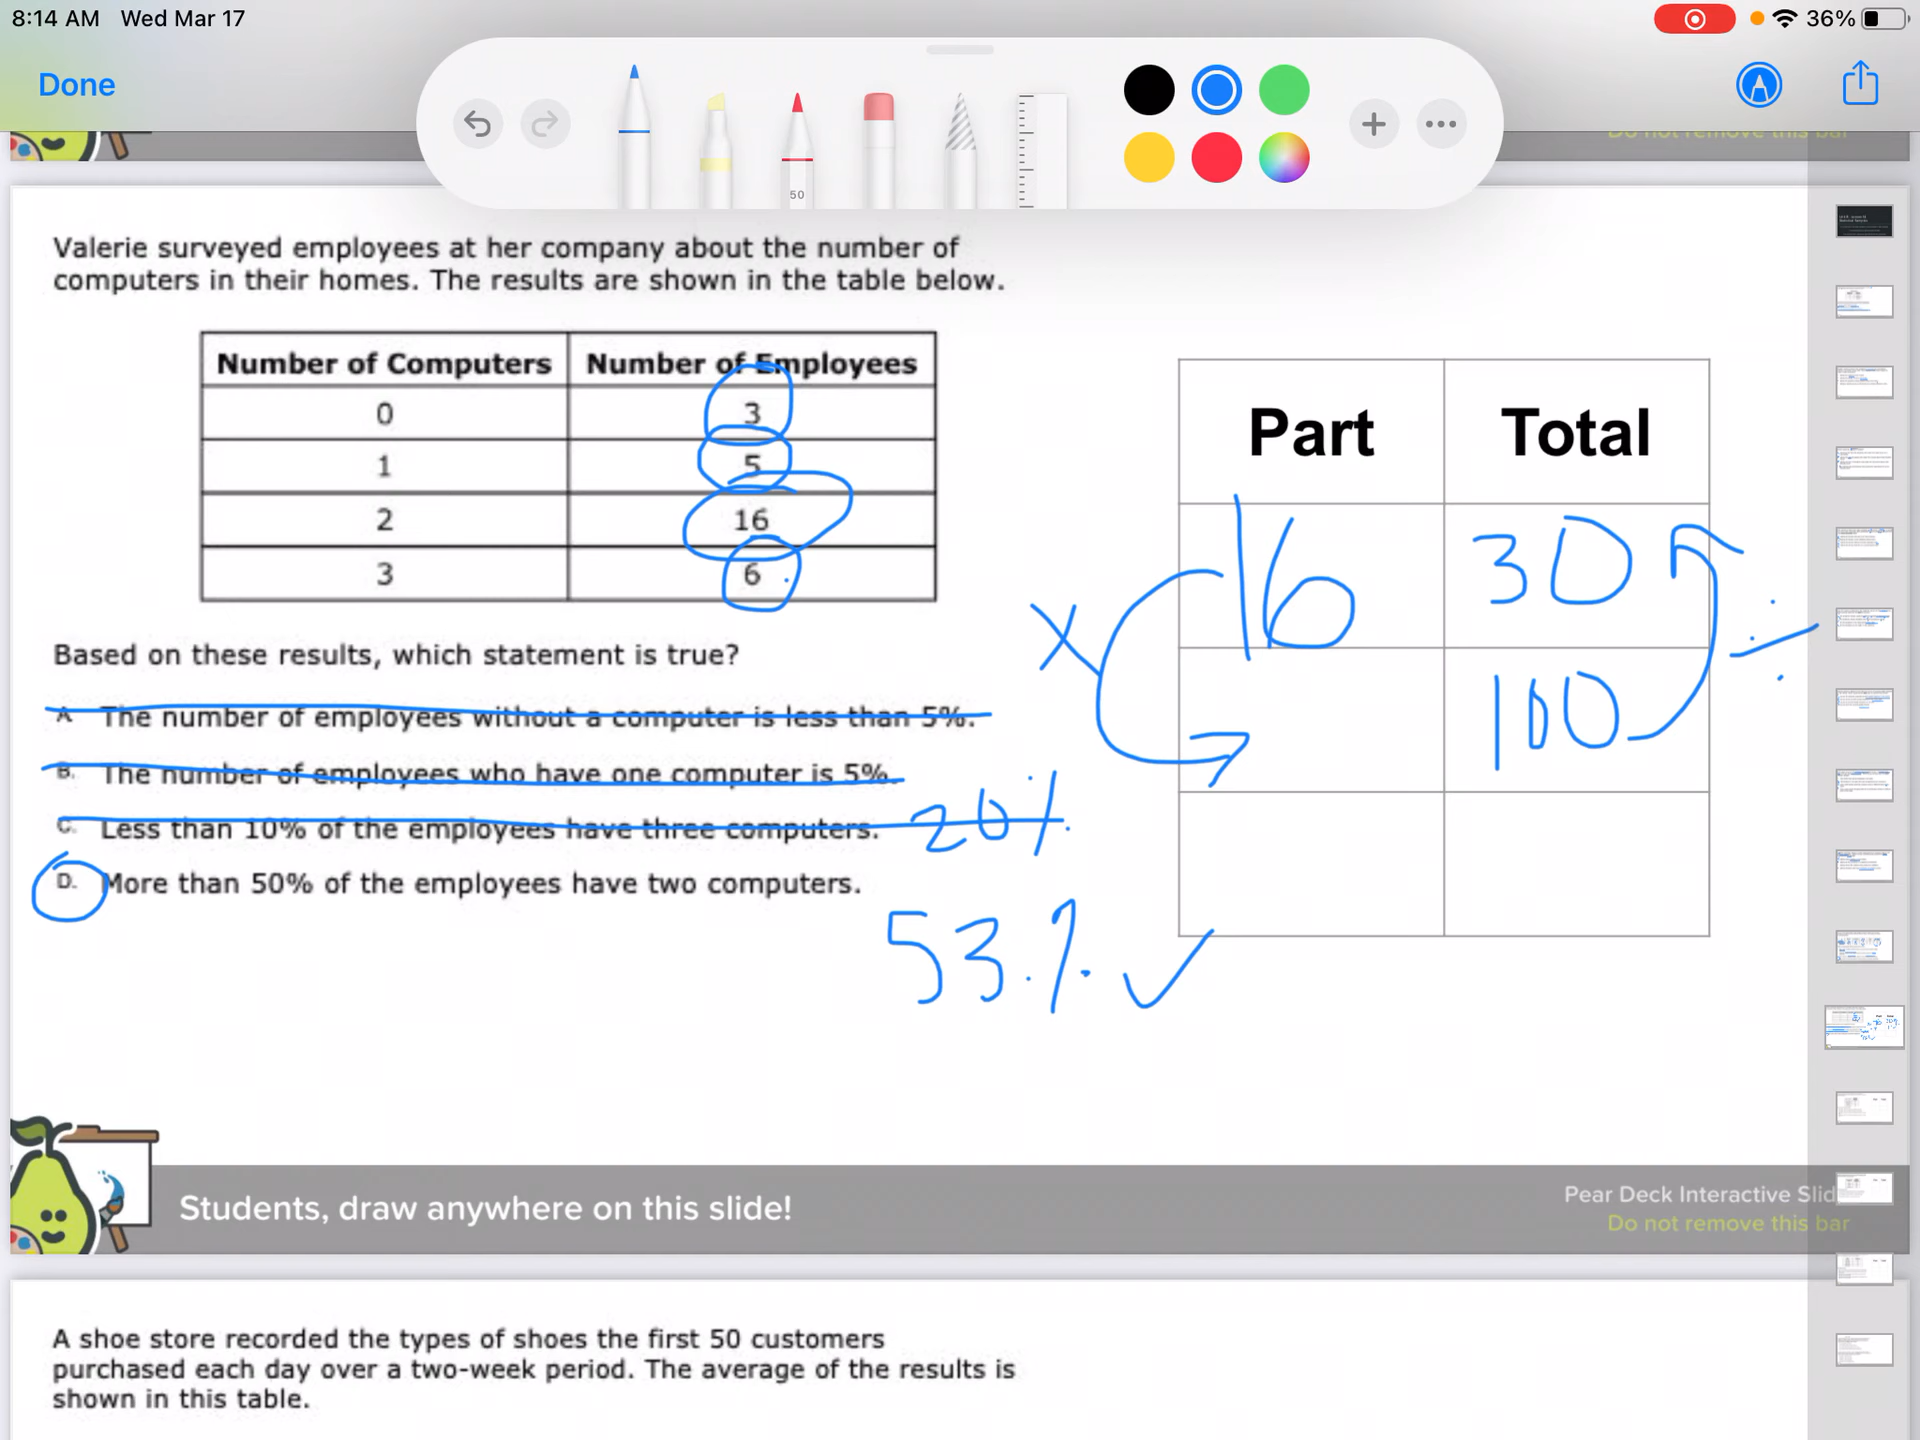 8:14 AM Wed Mar 17
36%
Done
50
Do not remove this bar
Valerie surveyed employees at her company about the number of
computers in their homes. The results are shown in the table below.
Number of Computers Number of Employees
0 3
1 5
2 16
3 6
Part Total
16 30 ÷
X
100
Based on these results, which statement is true?
A. The number of employees without a computer is less than 5%.
B. The number of employees who have one computer is 5%.
C. Less than 10% of the employees have three computers. 20%
D. More than 50% of the employees have two computers.
53.%. ✓
Students, draw anywhere on this slide!
Pear Deck Interactive Slid
Do not remove this bar
A shoe store recorded the types of shoes the first 50 customers
purchased each day over a two-week period. The average of the results is
shown in this table.